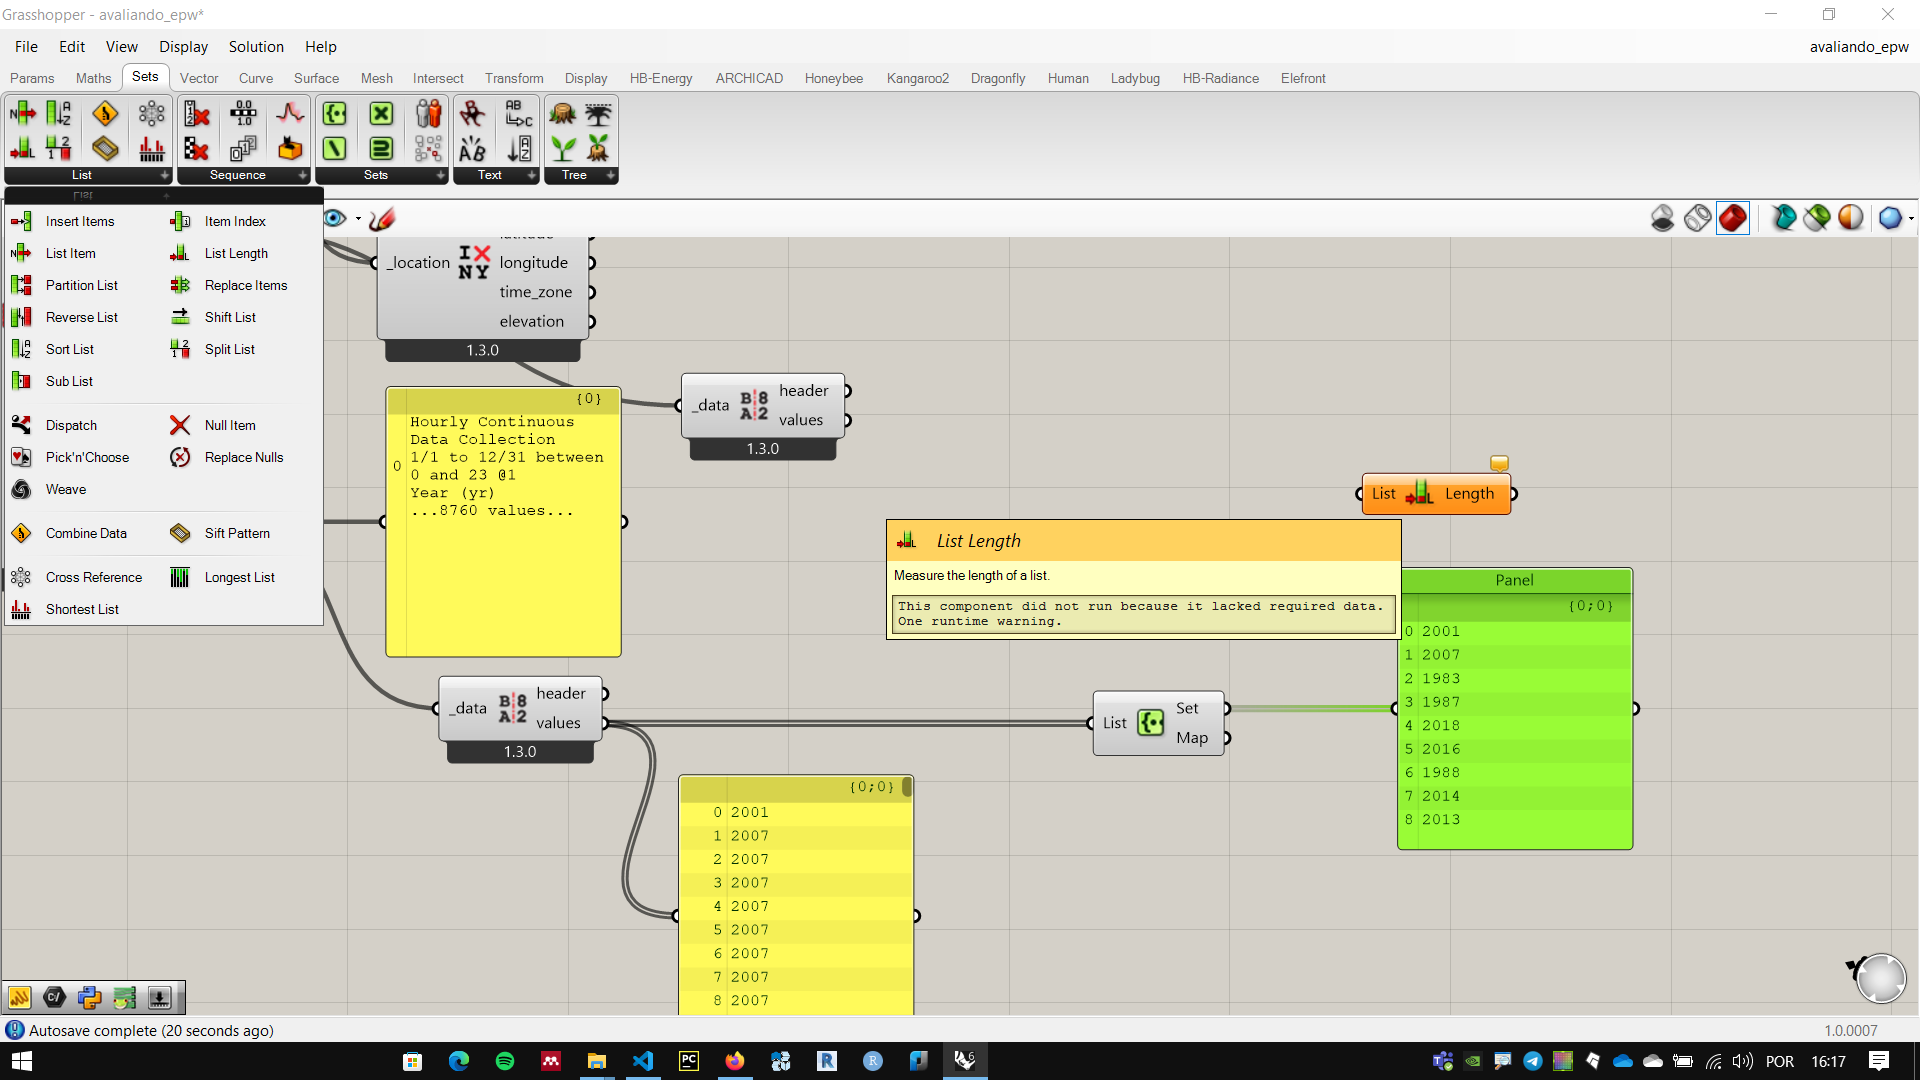 Grasshopper - avaliando_epw*
File Edit View Display Solution Help
avaliando_epw
Params Maths Sets Vector Curve Surface Mesh Intersect Transform Display HB-Energy ARCHICAD Honeybee Kangaroo2 Dragonfly Human Ladybug HB-Radiance Elefront
List Sequence Sets Text Tree
List
Insert Items Item Index
List Item List Length
Partition List Replace Items
Reverse List Shift List
Sort List Split List
Sub List
Dispatch Null Item
Pick'n'Choose Replace Nulls
Weave
Combine Data Sift Pattern
Cross Reference Longest List
Shortest List
latitude
_location longitude
time_zone
elevation
1.3.0
{0}
Hourly Continuous
Data Collection
1/1 to 12/31 between
0
0 and 23 @1
Year (yr)
...8760 values...
_data header
values
1.3.0
List Length
List Length
Measure the length of a list.
This component did not run because it lacked required data.
One runtime warning.
Panel
{0;0}
0 2001
1 2007
2 1983
3 1987
4 2018
5 2016
6 1988
7 2014
8 2013
_data header
values
1.3.0
List Set
Map
{0;0}
0 2001
1 2007
2 2007
3 2007
4 2007
5 2007
6 2007
7 2007
8 2007
Autosave complete (20 seconds ago)
1.0.0007
POR 16:17